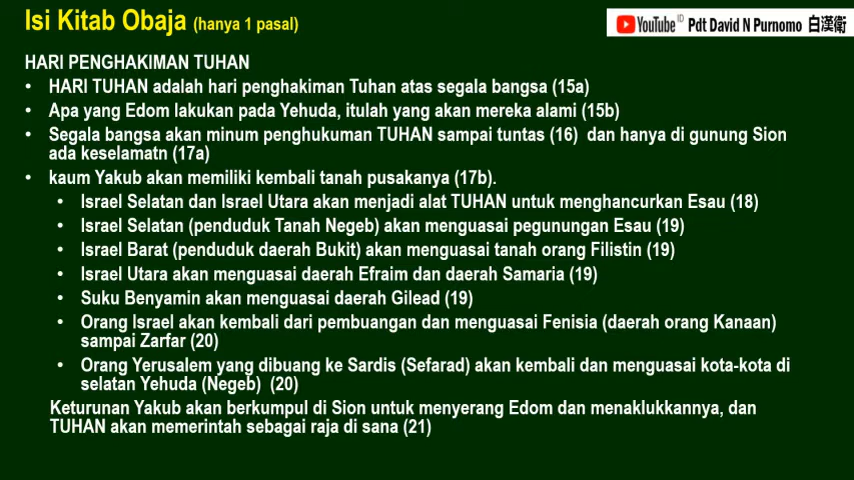 Isi Kitab Obaja (hanya 1 pasal)
YouTube ID Pdt David N Purnomo 白漢衛
HARI PENGHAKIMAN TUHAN
• HARI TUHAN adalah hari penghakiman Tuhan atas segala bangsa (15a)
• Apa yang Edom lakukan pada Yehuda, itulah yang akan mereka alami (15b)
• Segala bangsa akan minum penghukuman TUHAN sampai tuntas (16) dan hanya di gunung Sion
ada keselamatn (17a)
• kaum Yakub akan memiliki kembali tanah pusakanya (17b).
• Israel Selatan dan Israel Utara akan menjadi alat TUHAN untuk menghancurkan Esau (18)
• Israel Selatan (penduduk Tanah Negeb) akan menguasai pegunungan Esau (19)
• Israel Barat (penduduk daerah Bukit) akan menguasai tanah orang Filistin (19)
• Israel Utara akan menguasai daerah Efraim dan daerah Samaria (19)
• Suku Benyamin akan menguasai daerah Gilead (19)
• Orang Israel akan kembali dari pembuangan dan menguasai Fenisia (daerah orang Kanaan)
sampai Zarfar (20)
• Orang Yerusalem yang dibuang ke Sardis (Sefarad) akan kembali dan menguasai kota-kota di
selatan Yehuda (Negeb) (20)
Keturunan Yakub akan berkumpul di Sion untuk menyerang Edom dan menaklukkannya, dan
TUHAN akan memerintah sebagai raja di sana (21)